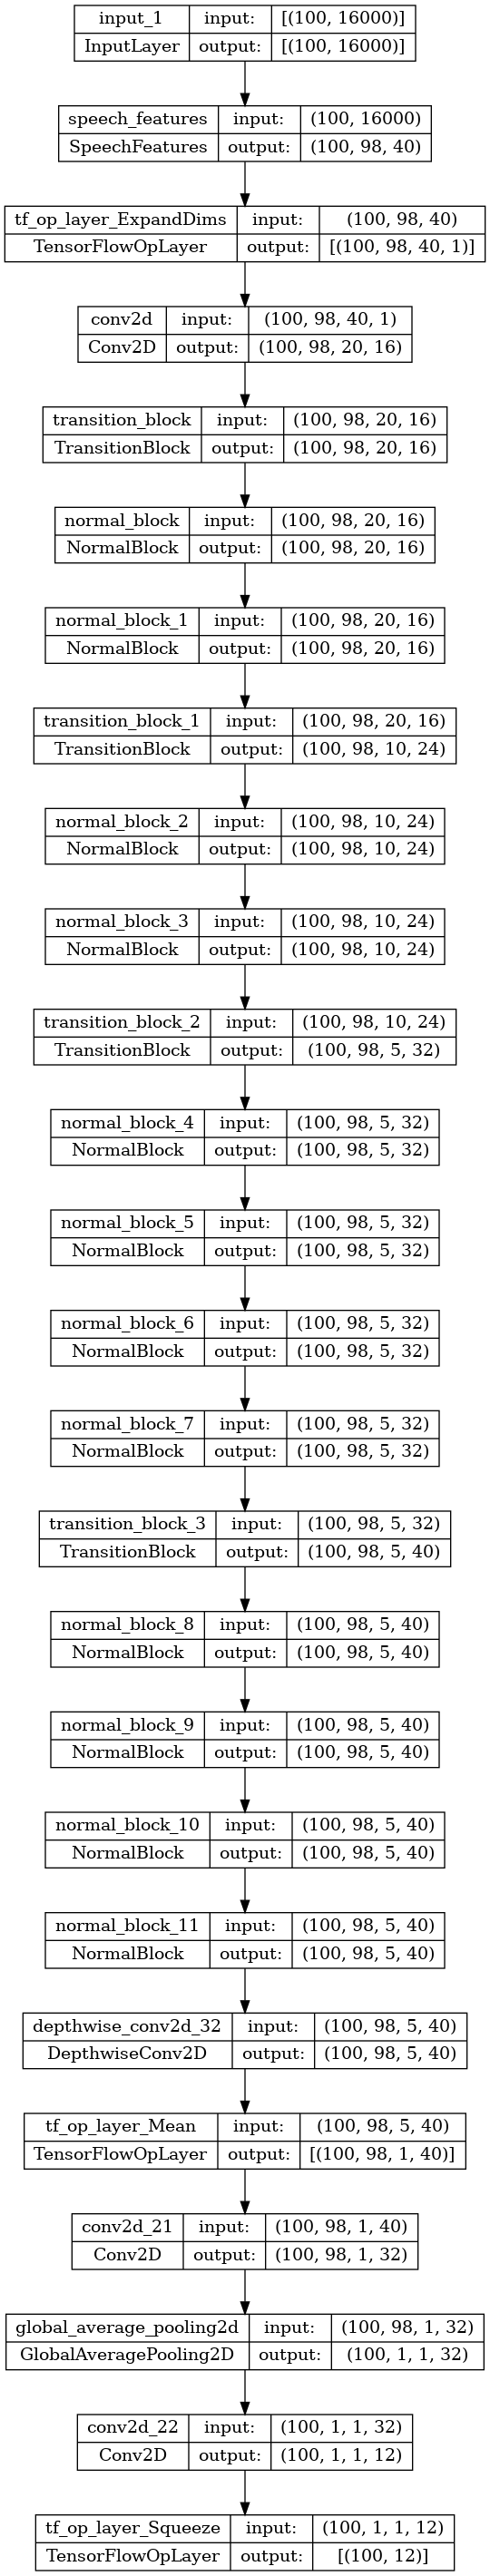 input_1 input: [(100, 16000)]
InputLayer output: [(100, 16000)]
speech_features input: (100, 16000)
SpeechFeatures output: (100, 98, 40)
tf_op_layer_ExpandDims input: (100, 98, 40)
TensorFlowOpLayer output: [(100, 98, 40, 1)]
conv2d input: (100, 98, 40, 1)
Conv2D output: (100, 98, 20, 16)
transition_block input: (100, 98, 20, 16)
TransitionBlock output: (100, 98, 20, 16)
normal_block input: (100, 98, 20, 16)
NormalBlock output: (100, 98, 20, 16)
normal_block_1 input: (100, 98, 20, 16)
NormalBlock output: (100, 98, 20, 16)
transition_block_1 input: (100, 98, 20, 16)
TransitionBlock output: (100, 98, 10, 24)
normal_block_2 input: (100, 98, 10, 24)
NormalBlock output: (100, 98, 10, 24)
normal_block_3 input: (100, 98, 10, 24)
NormalBlock output: (100, 98, 10, 24)
transition_block_2 input: (100, 98, 10, 24)
TransitionBlock output: (100, 98, 5, 32)
normal_block_4 input: (100, 98, 5, 32)
NormalBlock output: (100, 98, 5, 32)
normal_block_5 input: (100, 98, 5, 32)
NormalBlock output: (100, 98, 5, 32)
normal_block_6 input: (100, 98, 5, 32)
NormalBlock output: (100, 98, 5, 32)
normal_block_7 input: (100, 98, 5, 32)
NormalBlock output: (100, 98, 5, 32)
transition_block_3 input: (100, 98, 5, 32)
TransitionBlock output: (100, 98, 5, 40)
normal_block_8 input: (100, 98, 5, 40)
NormalBlock output: (100, 98, 5, 40)
normal_block_9 input: (100, 98, 5, 40)
NormalBlock output: (100, 98, 5, 40)
normal_block_10 input: (100, 98, 5, 40)
NormalBlock output: (100, 98, 5, 40)
normal_block_11 input: (100, 98, 5, 40)
NormalBlock output: (100, 98, 5, 40)
depthwise_conv2d_32 input: (100, 98, 5, 40)
DepthwiseConv2D output: (100, 98, 5, 40)
tf_op_layer_Mean input: (100, 98, 5, 40)
TensorFlowOpLayer output: [(100, 98, 1, 40)]
conv2d_21 input: (100, 98, 1, 40)
Conv2D output: (100, 98, 1, 32)
global_average_pooling2d input: (100, 98, 1, 32)
GlobalAveragePooling2D output: (100, 1, 1, 32)
conv2d_22 input: (100, 1, 1, 32)
Conv2D output: (100, 1, 1, 12)
tf_op_layer_Squeeze input: (100, 1, 1, 12)
TensorFlowOpLayer output: [(100, 12)]